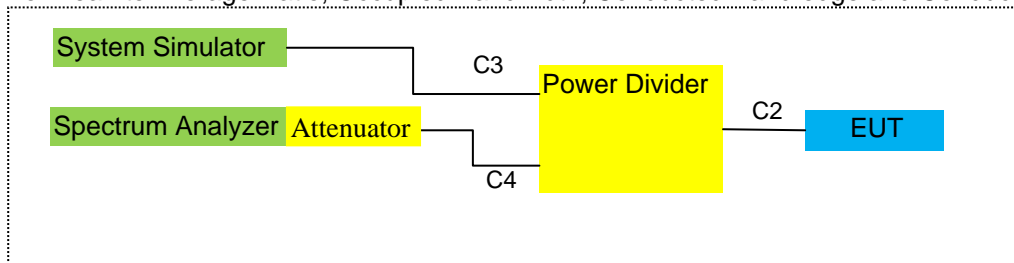 System Simulator
C3
Power Divider
Spectrum Analyzer Attenuator
C2
EUT
C4